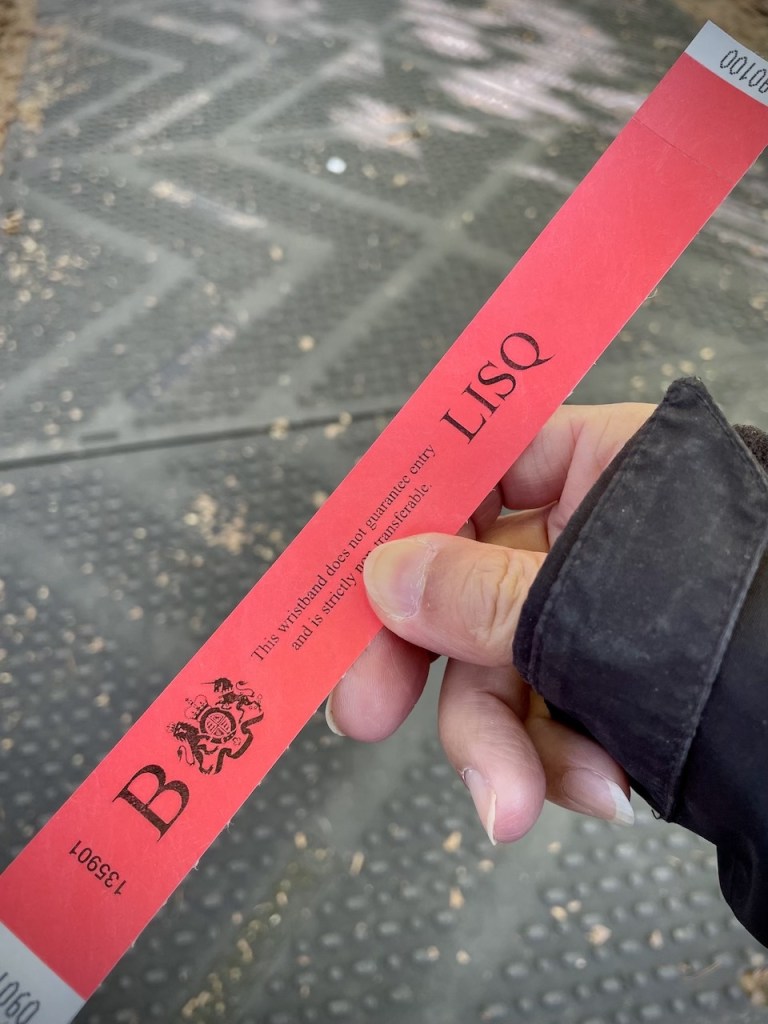 135901
B
This wristband does not guarantee entry
and is strictly transferable.
LISQ